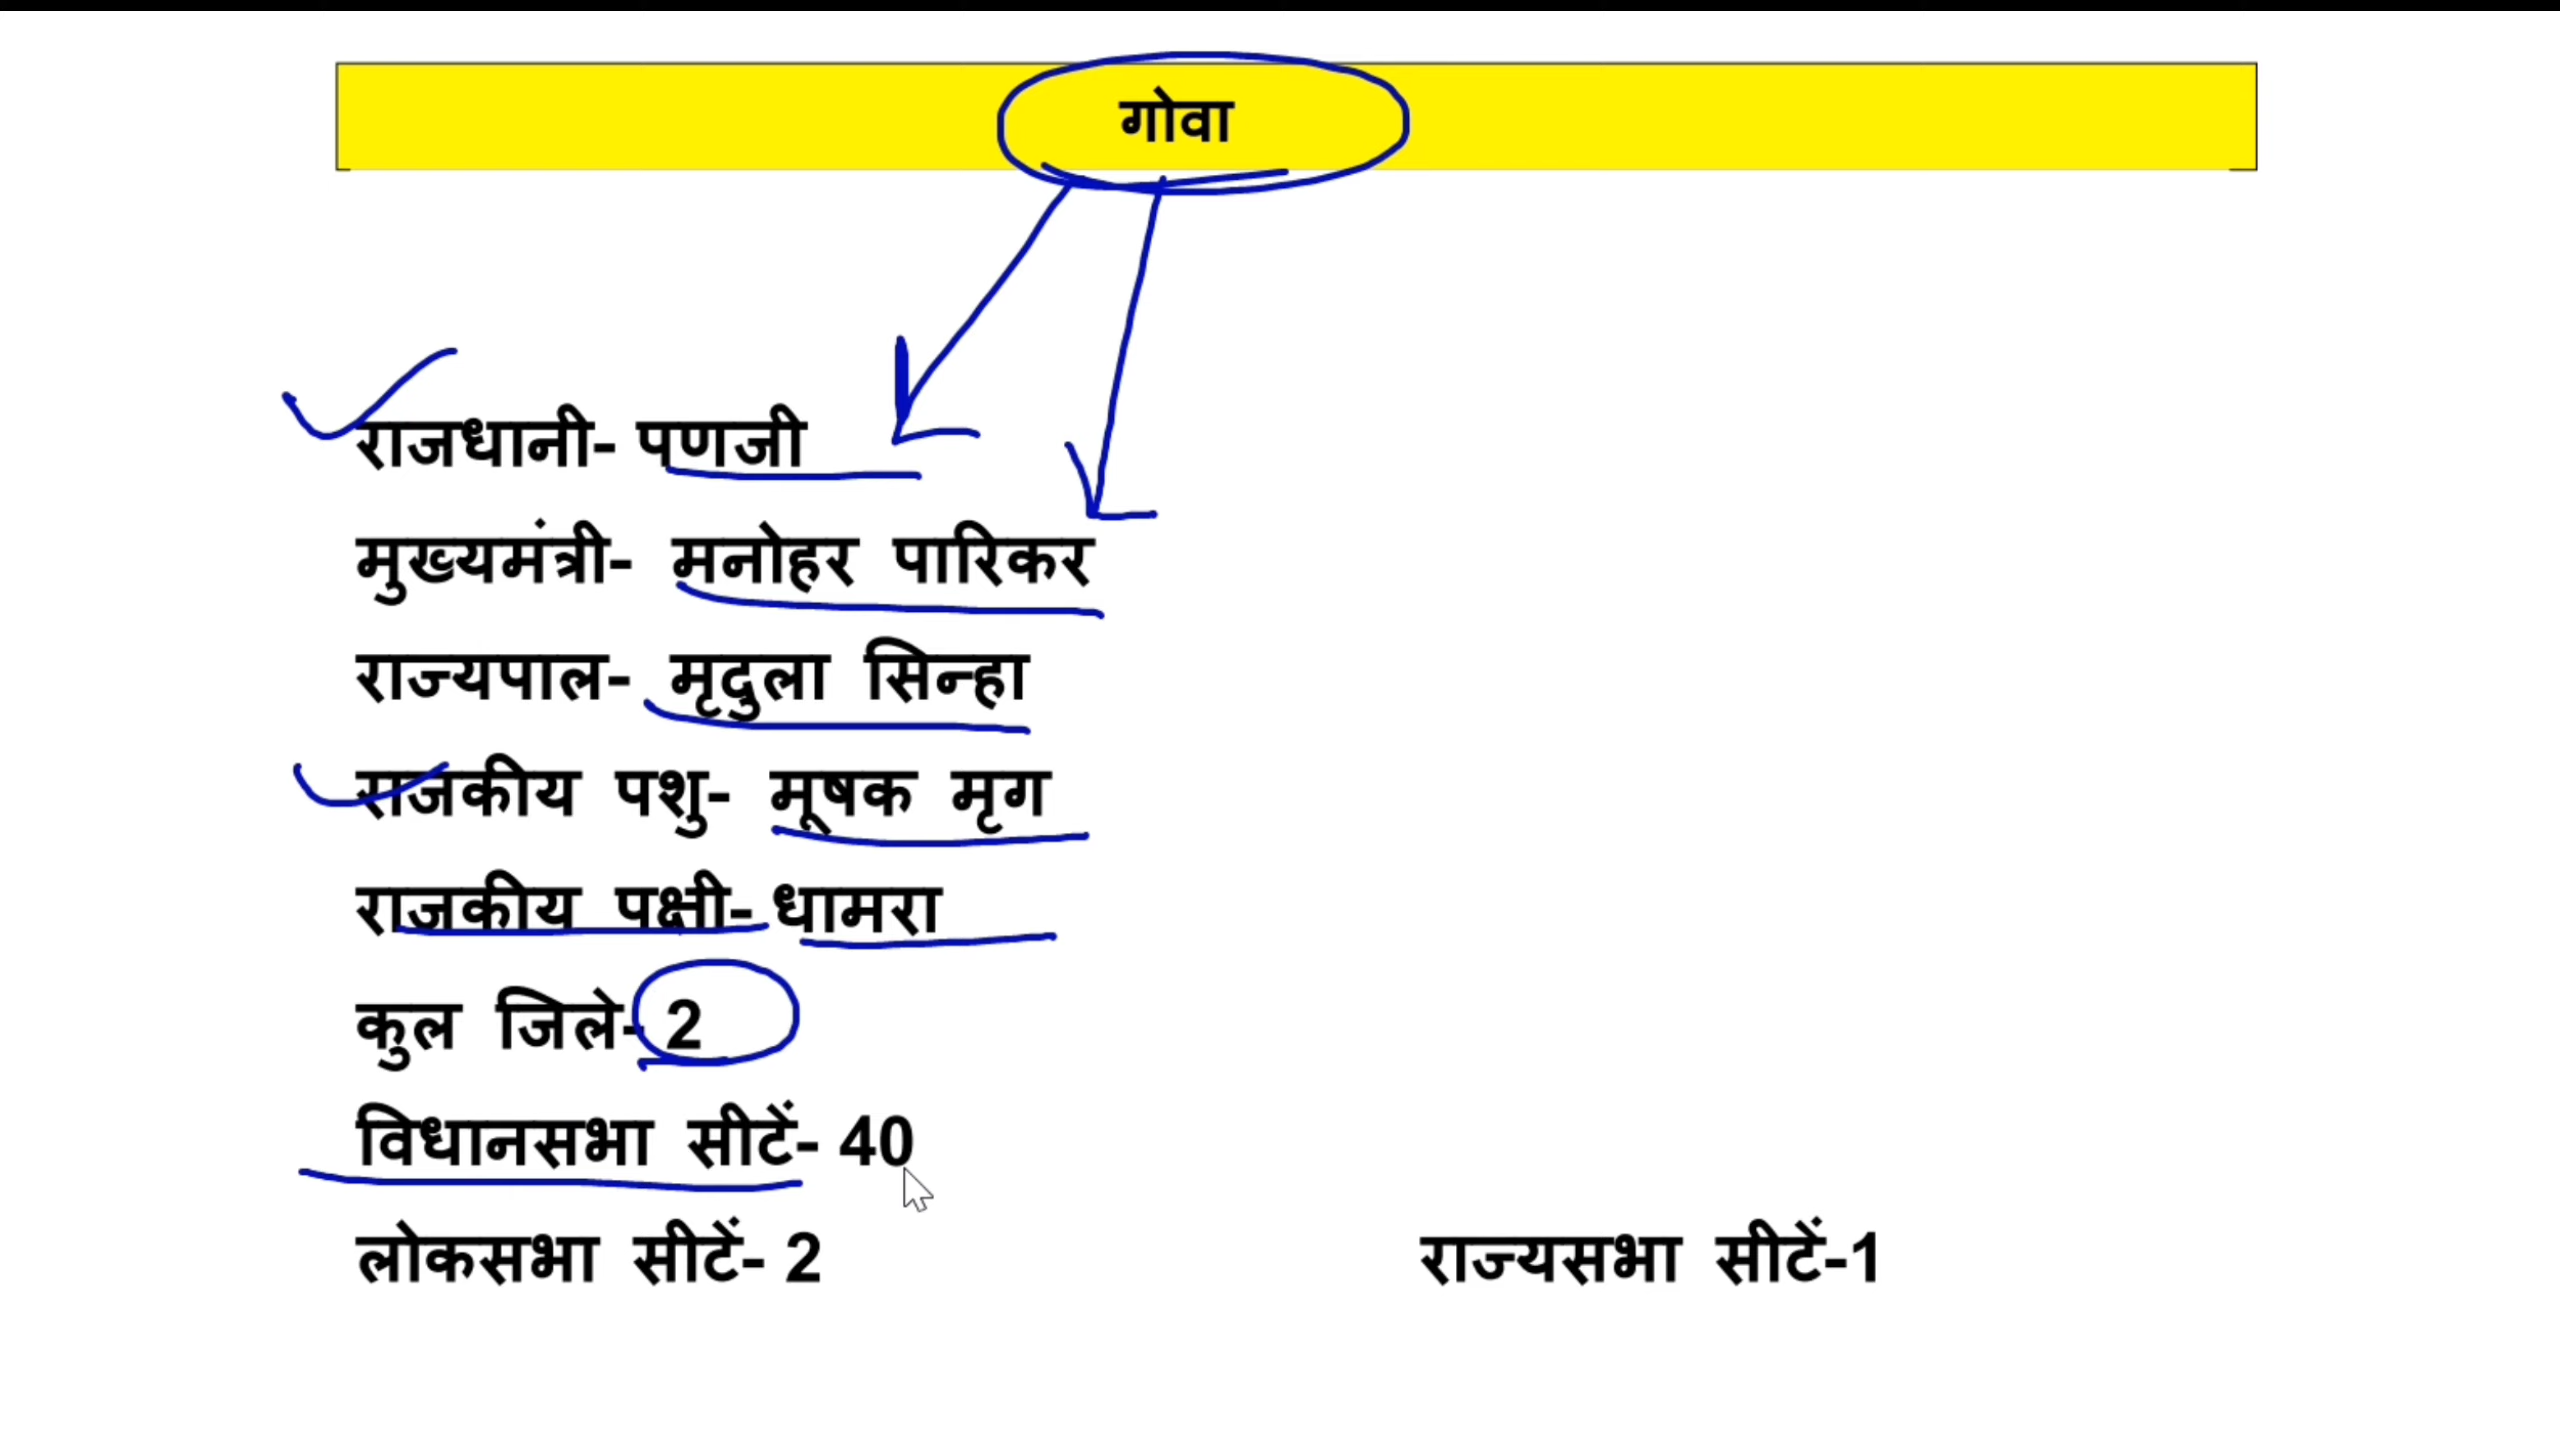 गोवा
राजधानी- पणजी
मुख्यमंत्री- मनोहर पारिकर
राज्यपाल- मृदुला सिन्हा
राजकीय पशु- मूषक मृग
राजकीय पक्षी- धामरा
कुल जिले- 2
विधानसभा सीटें- 40
लोकसभा सीटें- 2 राज्यसभा सीटें-1